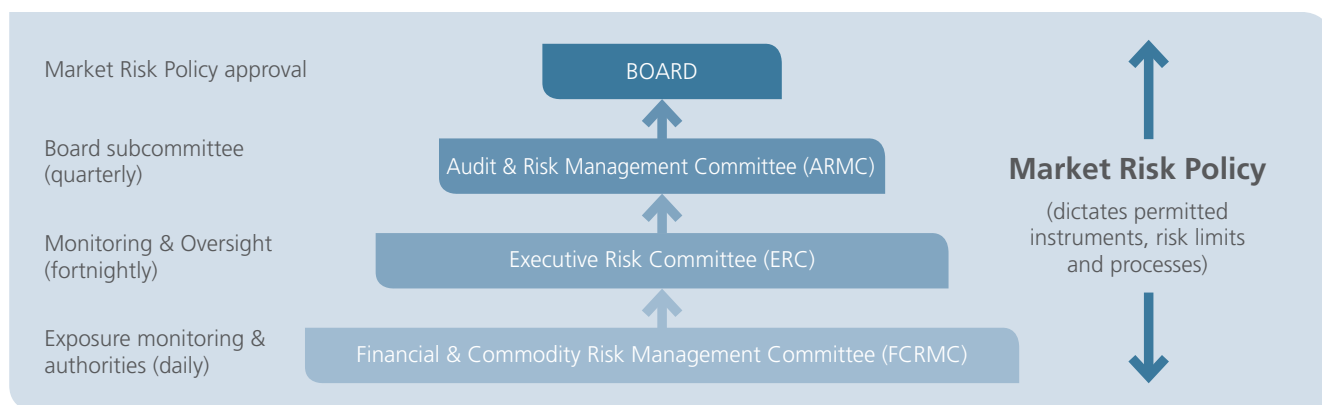 Market Risk Policy approval
BOARD
Board subcommittee
(quarterly)
Audit & Risk Management Committee (ARMC)
Monitoring & Oversight
(fortnightly)
Executive Risk Committee (ERC)
Exposure monitoring &
authorities (daily)
Financial & Commodity Risk Management Committee (FCRMC)
Market Risk Policy
(dictates permitted
instruments, risk limits
and processes)